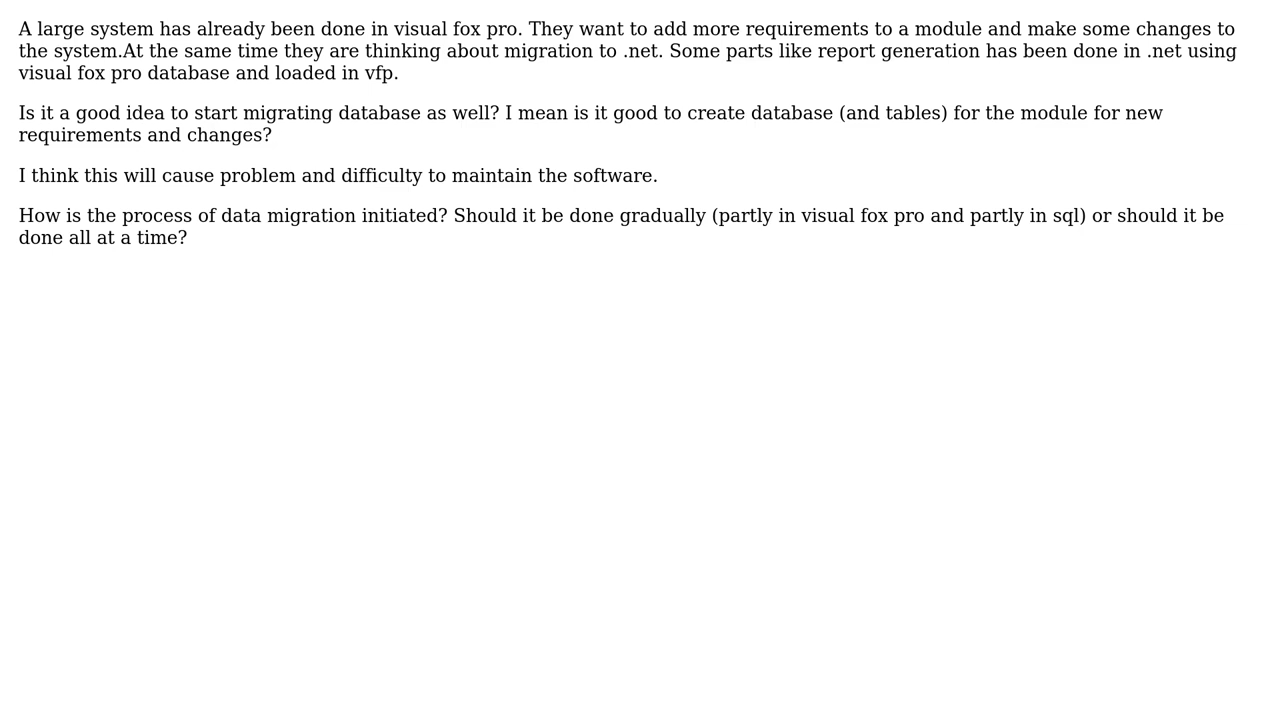 A large system has already been done in visual fox pro. They want to add more requirements to a module and make some changes to
the system.At the same time they are thinking about migration to .net. Some parts like report generation has been done in .net using
visual fox pro database and loaded in vfp.
Is it a good idea to start migrating database as well? I mean is it good to create database (and tables) for the module for new
requirements and changes?
I think this will cause problem and difficulty to maintain the software.
How is the process of data migration initiated? Should it be done gradually (partly in visual fox pro and partly in sql) or should it be
done all at a time?